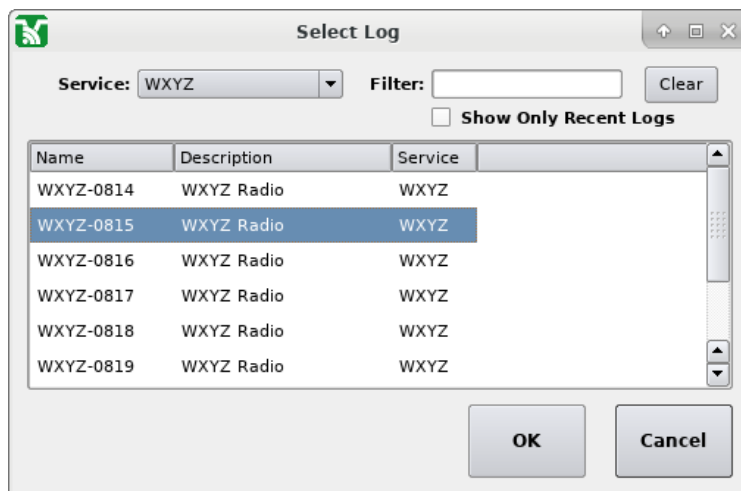 Select Log
Service: WXYZ Filter: Clear
Show Only Recent Logs
Name Description Service
WXYZ-0814 WXYZ Radio WXYZ
WXYZ-0815 WXYZ Radio WXYZ
WXYZ-0816 WXYZ Radio WXYZ
WXYZ-0817 WXYZ Radio WXYZ
WXYZ-0818 WXYZ Radio WXYZ
WXYZ-0819 WXYZ Radio WXYZ
OK Cancel